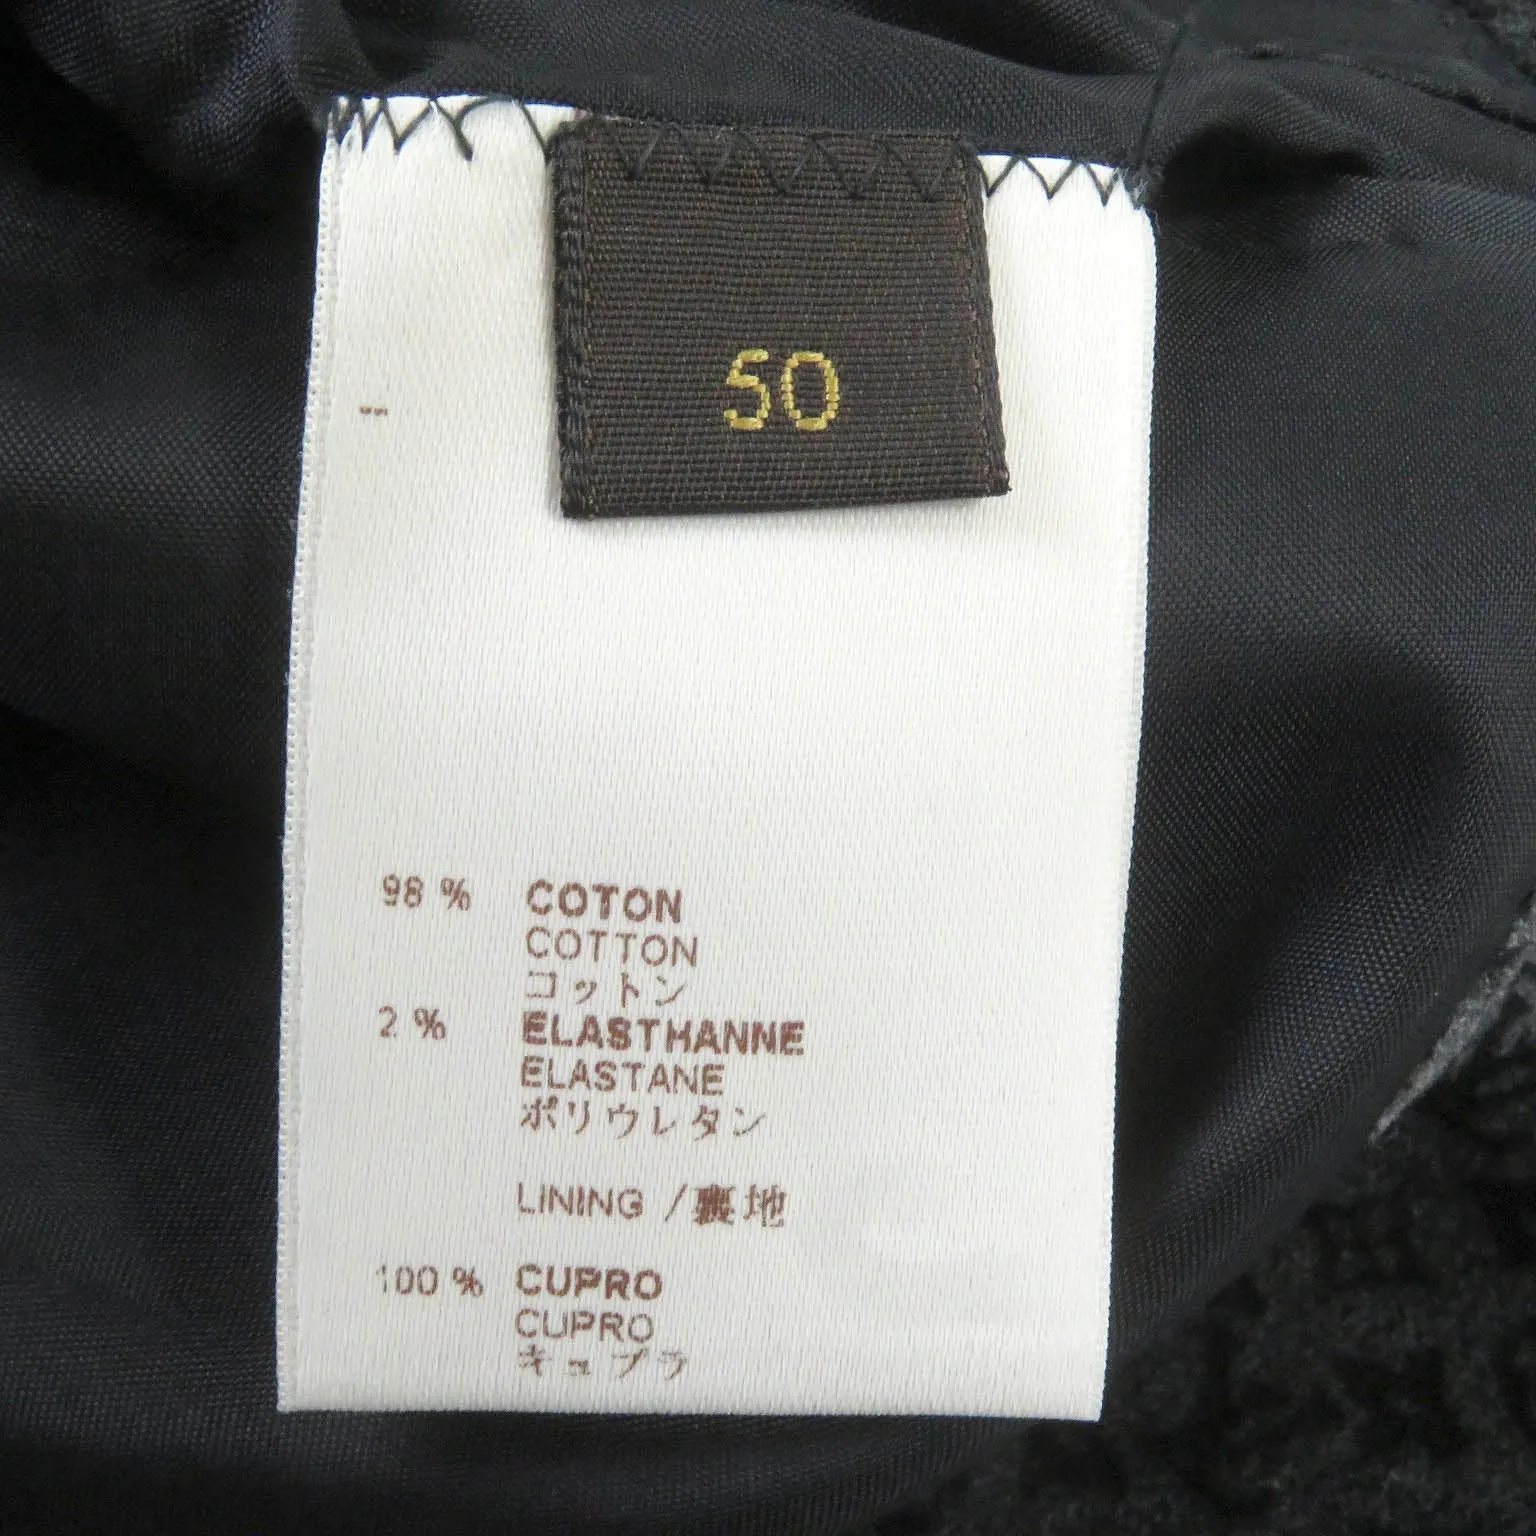 50
98 % COTON
COTTON
コットン
2 % ELASTHANNE
ELASTANE
ポリウレタン
LINING / 裏地
100 % CUPRO
CUPRO
キュプラ